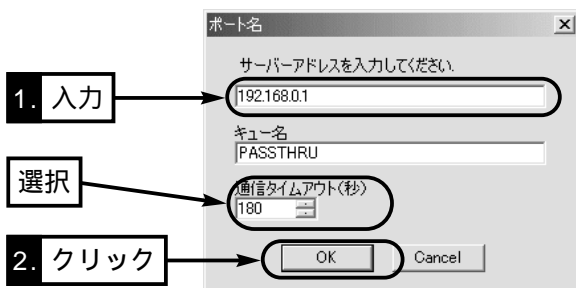 ポート名
サーバーアドレスを入力してください.
1. 入力
192.168.0.1
キュー名
PASSTHRU
選択
通信タイムアウト(秒)
180
2. クリック
OK
Cancel